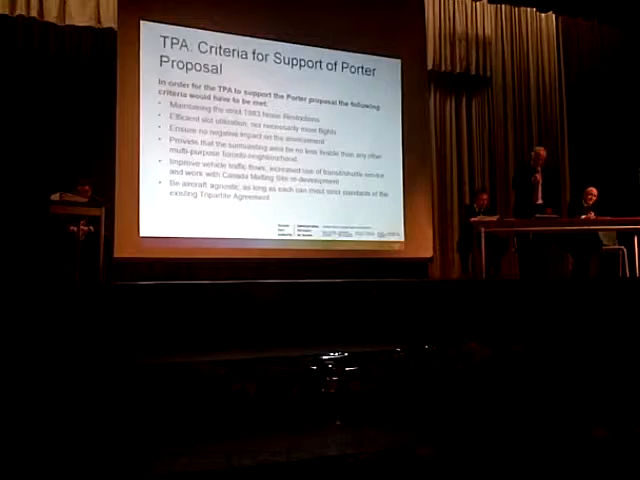 TPA. Criteria for Support of Porter
Proposal
In order for the TPA to support the Porter proposal the following
criteria would have to be met:
• Maintaining the strict 1983 Noise Restrictions
• Efficient slot utilization, not necessarily more flights
• Ensure no negative impact on the environment
• Provide that the surrounding area be no less livable than any other
multi-purpose Toronto neighbourhood
• Improve vehicle traffic flows, increased use of transit/shuttle service
and work with Canada Malting Site re-development
• Be aircraft agnostic, as long as each can meet strict standards of the
existing Tripartite Agreement